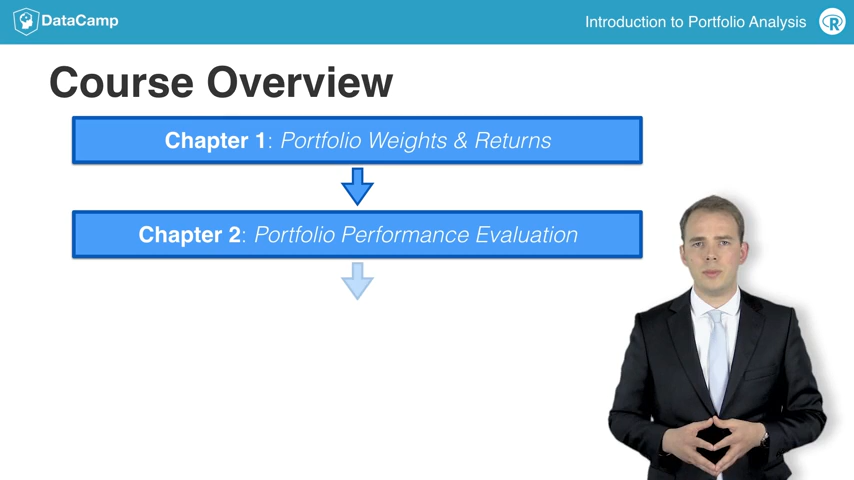 DataCamp
Introduction to Portfolio Analysis
R
Course Overview
Chapter 1: Portfolio Weights & Returns
Chapter 2: Portfolio Performance Evaluation